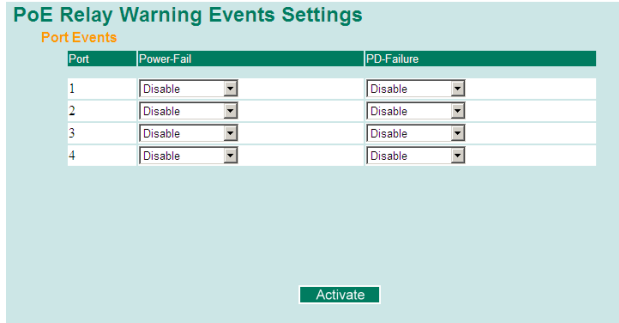 PoE Relay Warning Events Settings
Port Events
Port Power-Fail PD-Failure
1 Disable Disable
2 Disable Disable
3 Disable Disable
4 Disable Disable
Activate